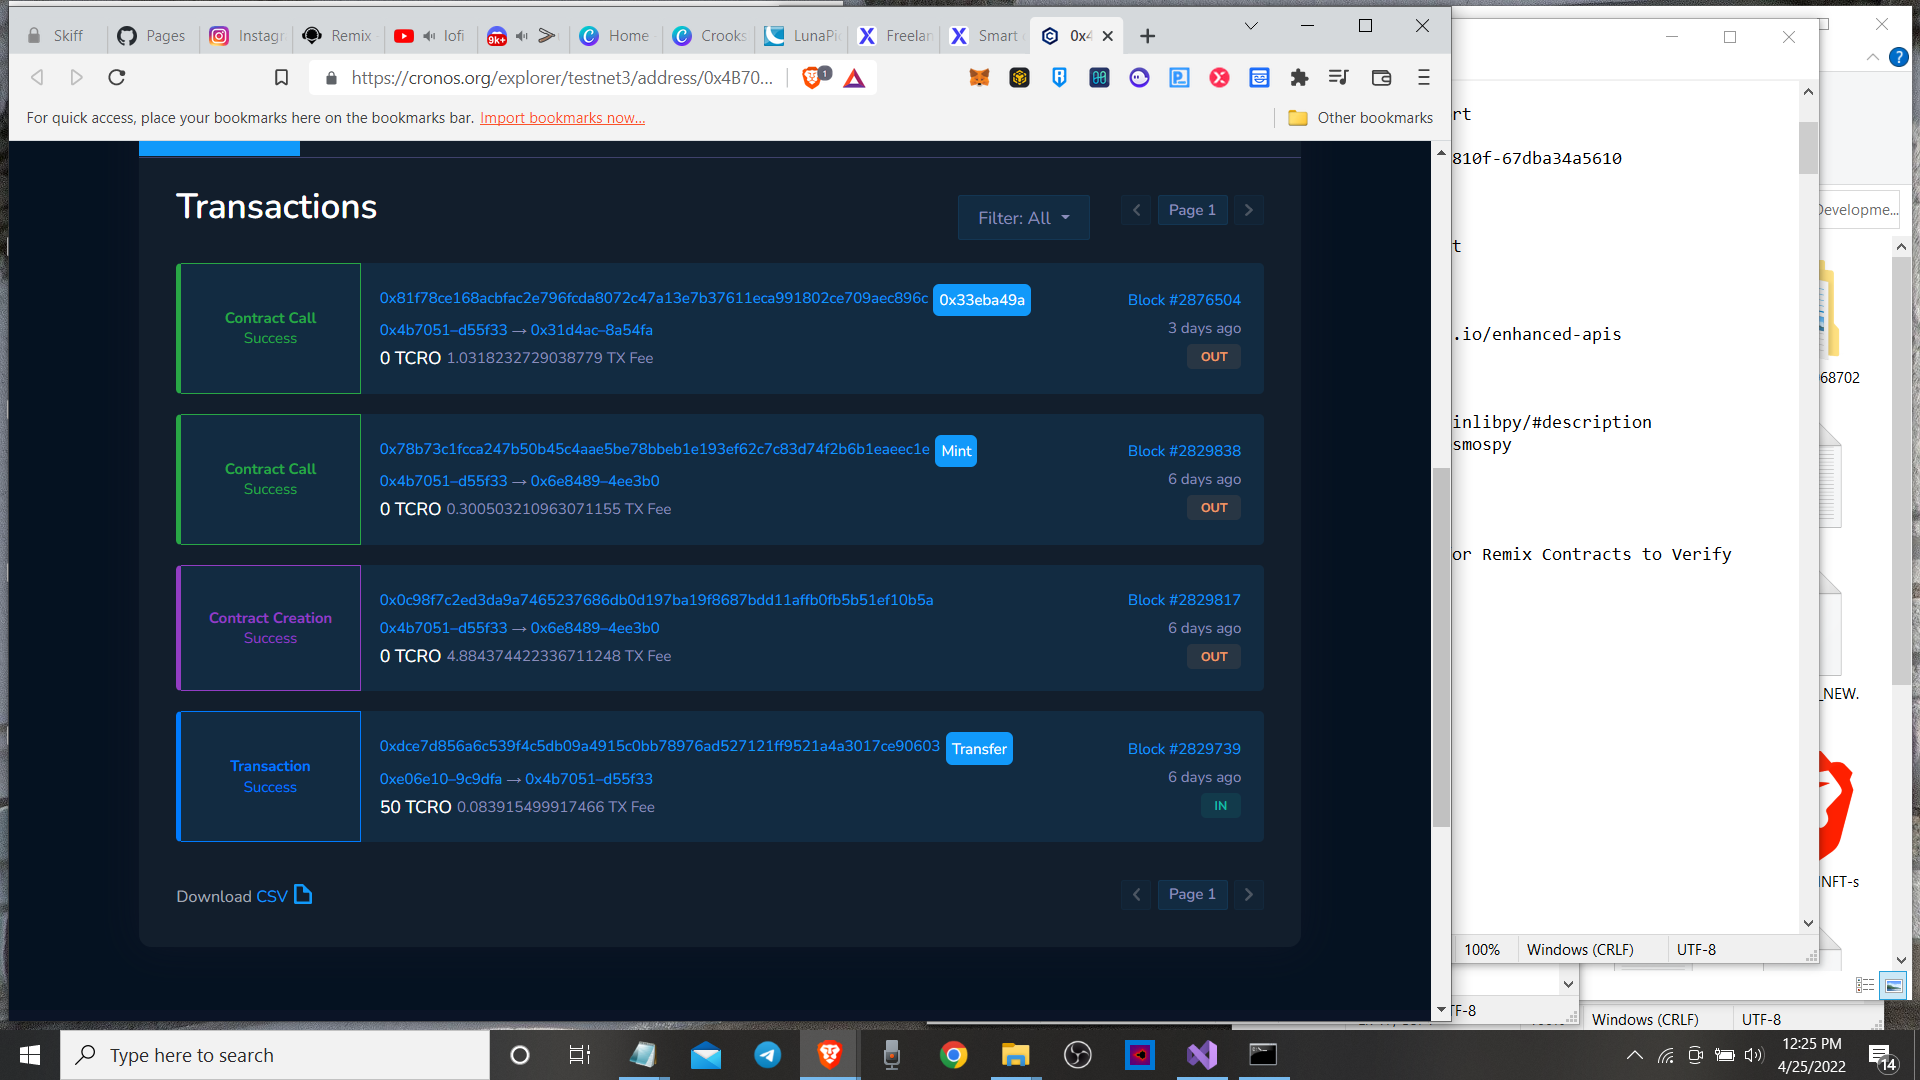 Skiff
Pages
Instagr
Remix
lofi
9k+
Home
Crooks
LunaPi
Freelan
Smart
0x4
https://cronos.org/explorer/testnet3/address/0x4B70...
1
For quick access, place your bookmarks here on the bookmarks bar. Import bookmarks now...
Other bookmarks
Transactions
Filter: All
Page 1
Contract Call
Success
0x81f78ce168acbfac2e796fcda8072c47a13e7b37611eca991802ce709aec896c 0x33eba49a
0x4b7051–d55f33 → 0x31d4ac–8a54fa
0 TCRO 1.0318232729038779 TX Fee
Block #2876504
3 days ago
OUT
Contract Call
Success
0x78b73c1fcca247b50b45c4aae5be78bbeb1e193ef62c7c83d74f2b6b1eaeec1e Mint
0x4b7051–d55f33 → 0x6e8489–4ee3b0
0 TCRO 0.300503210963071155 TX Fee
Block #2829838
6 days ago
OUT
Contract Creation
Success
0x0c98f7c2ed3da9a7465237686db0d197ba19f8687bdd11affb0fb5b51ef10b5a
0x4b7051–d55f33 → 0x6e8489–4ee3b0
0 TCRO 4.884374422336711248 TX Fee
Block #2829817
6 days ago
OUT
Transaction
Success
0xdce7d856a6c539f4c5db09a4915c0bb78976ad527121ff9521a4a3017ce90603 Transfer
0xe06e10–9c9dfa → 0x4b7051–d55f33
50 TCRO 0.083915499917466 TX Fee
Block #2829739
6 days ago
IN
Download CSV
Page 1
rt
810f-67dba34a5610
t
.io/enhanced-apis
inlibpy/#description
smospy
or Remix Contracts to Verify
100%
Windows (CRLF)
UTF-8
Developme...
68702
_NEW.
INFT-s
TF-8
Windows (CRLF)
UTF-8
Type here to search
12:25 PM
4/25/2022
14